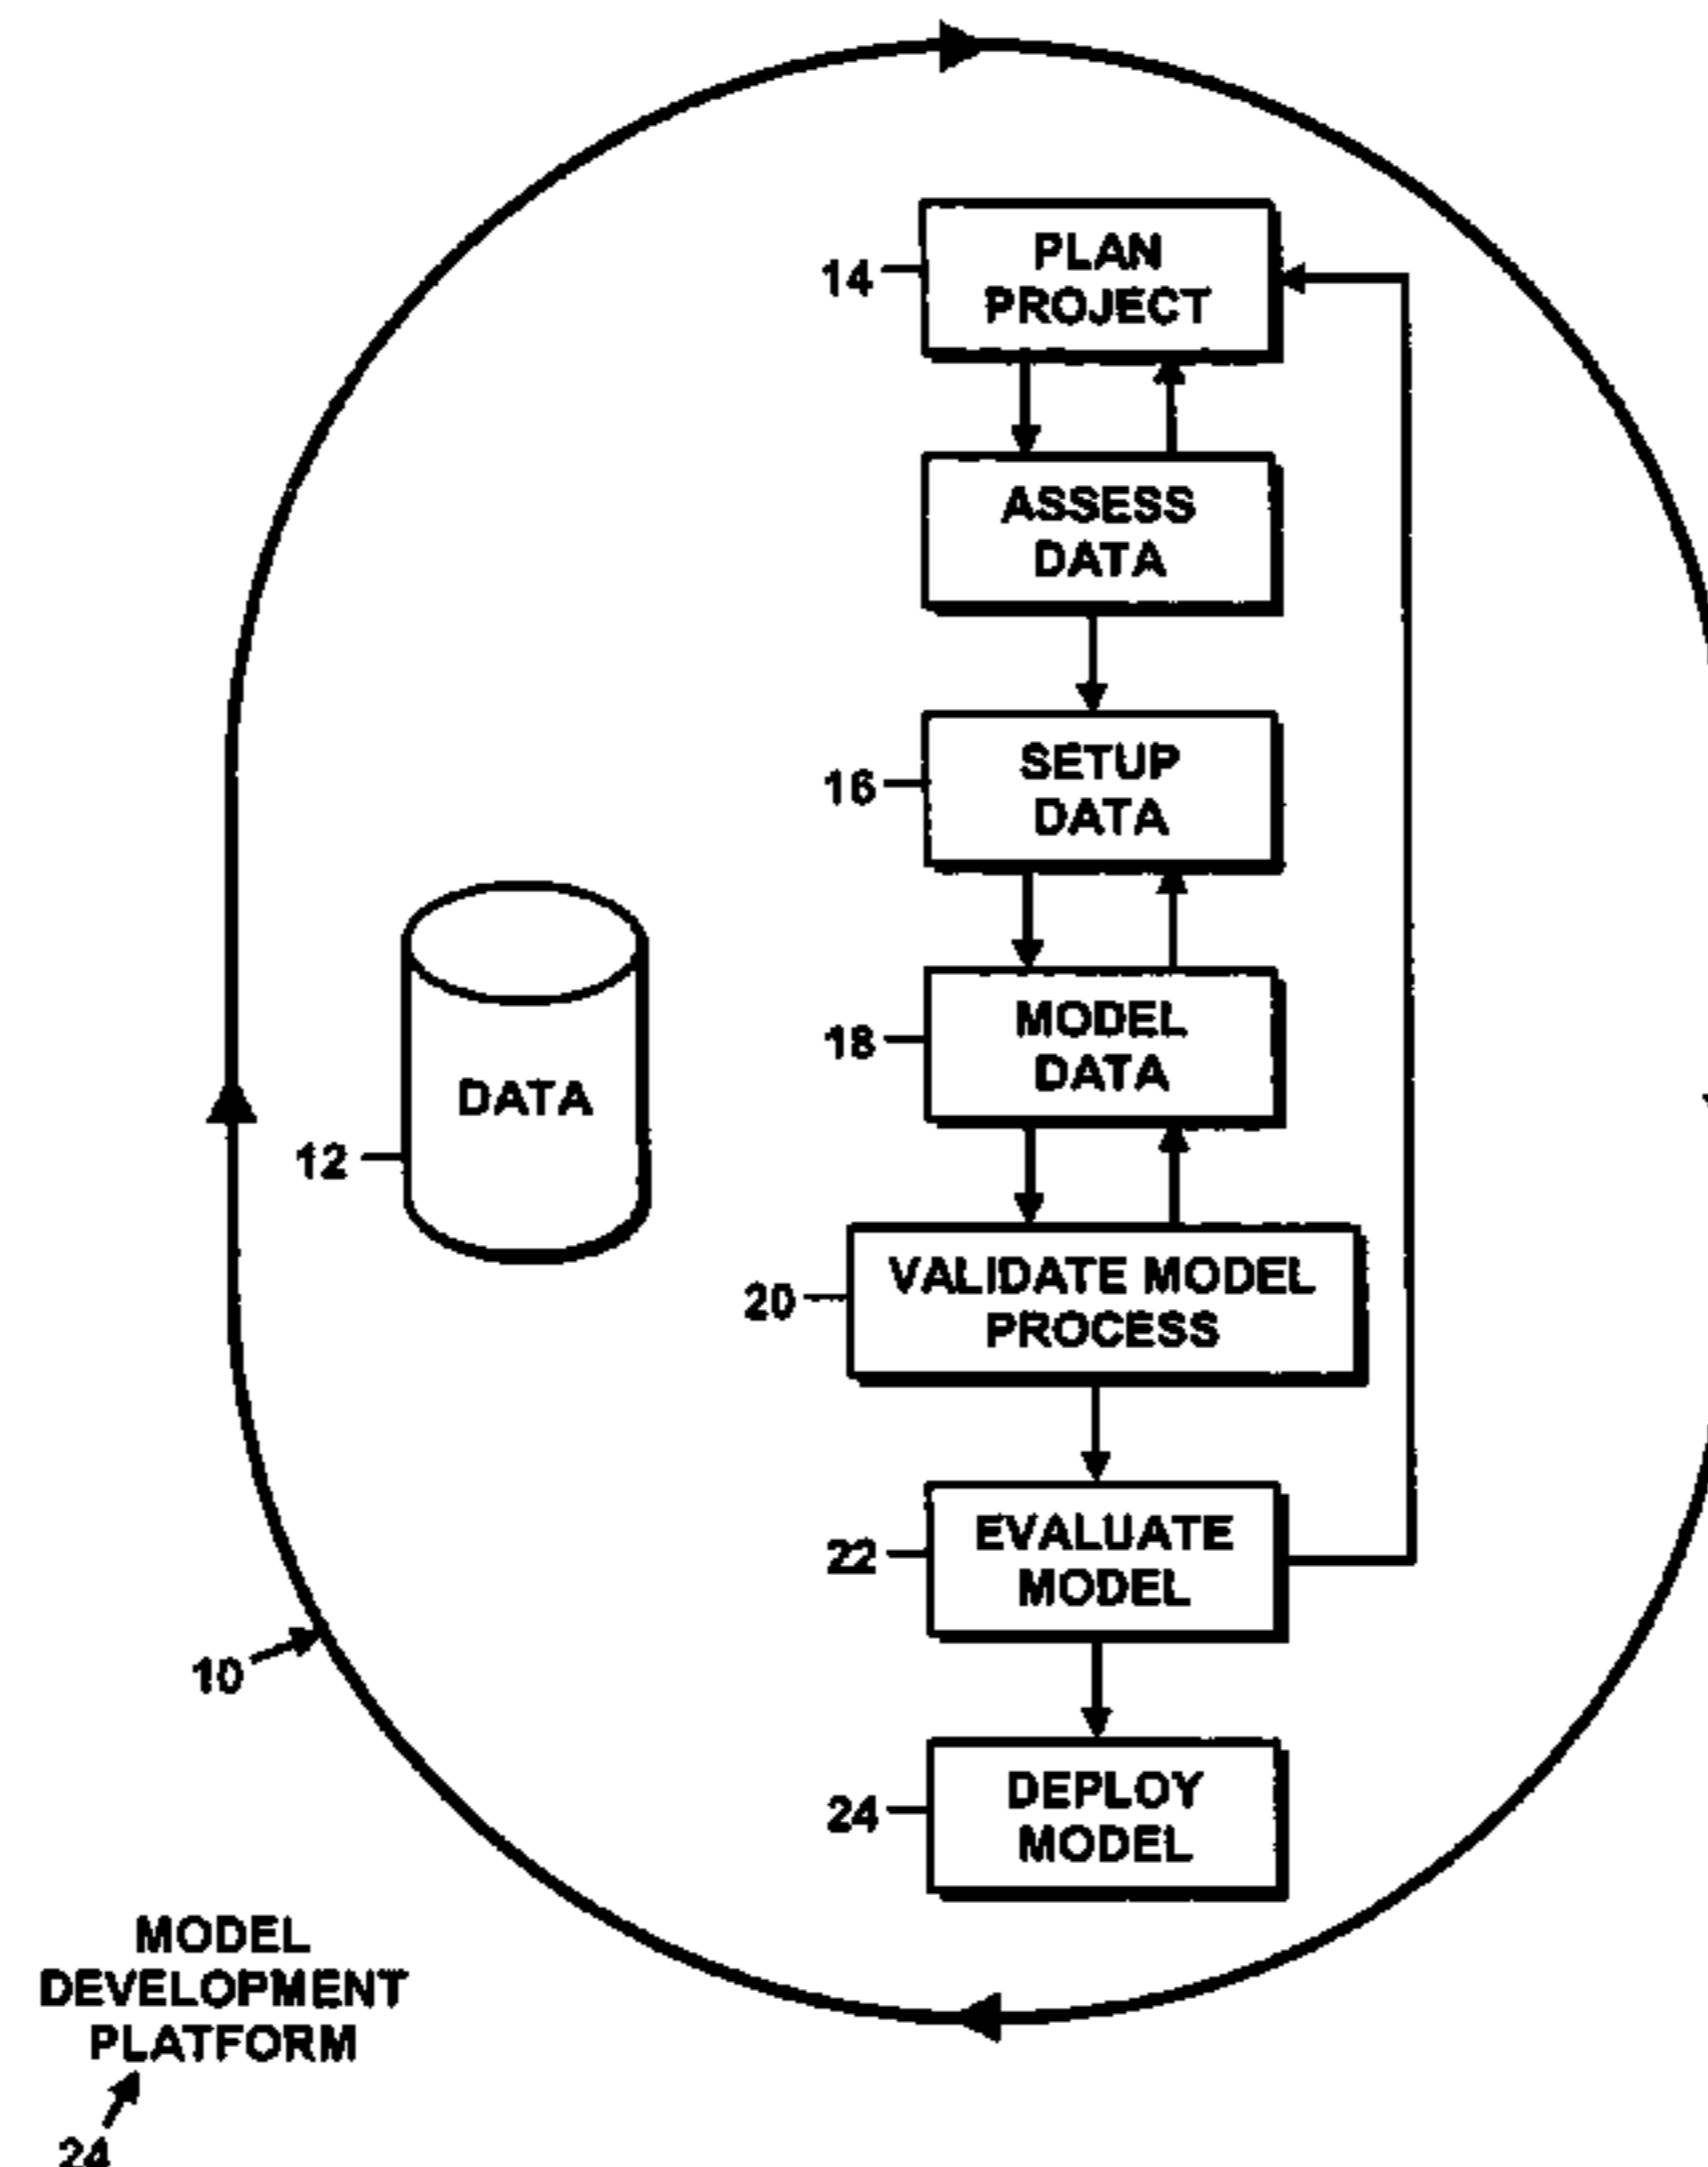 14
PLAN
PROJECT
ASSESS
DATA
16
SETUP
DATA
18
MODEL
DATA
DATA
12
20
VALIDATE MODEL
PROCESS
22
EVALUATE
MODEL
10
24
DEPLOY
MODEL
MODEL
DEVELOPMENT
PLATFORM
24